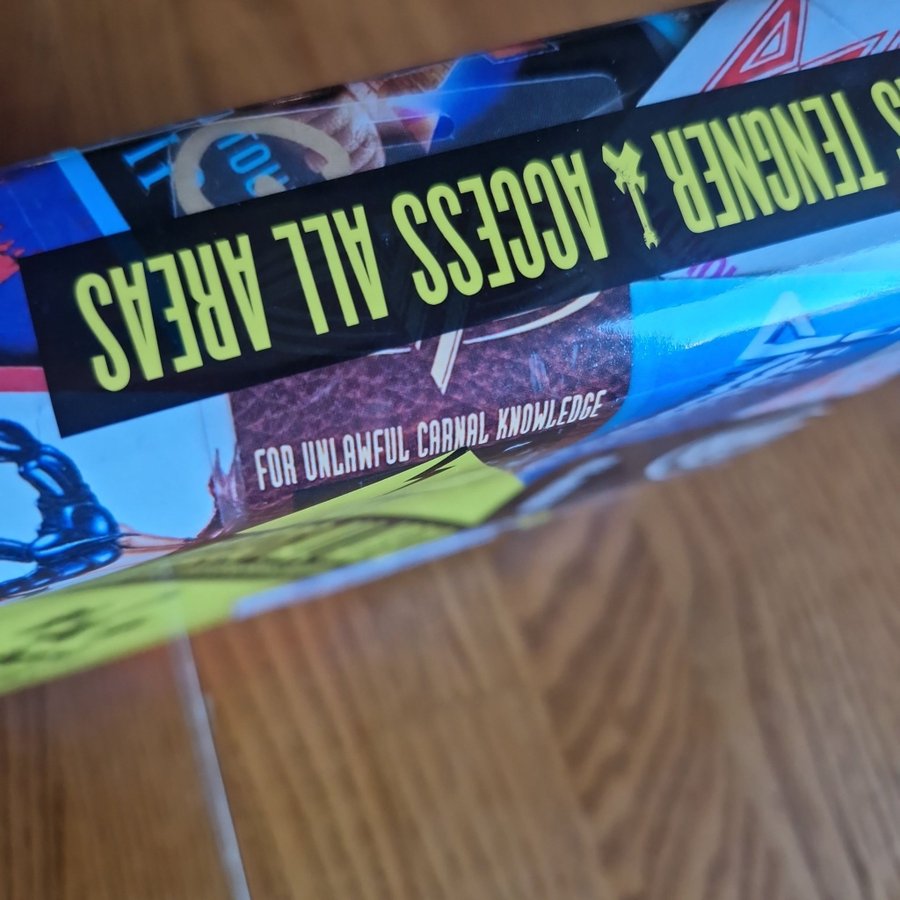 TENGNER ACCESS ALL AREAS
FOR UNLAWFUL CARNAL KNOWLEDGE